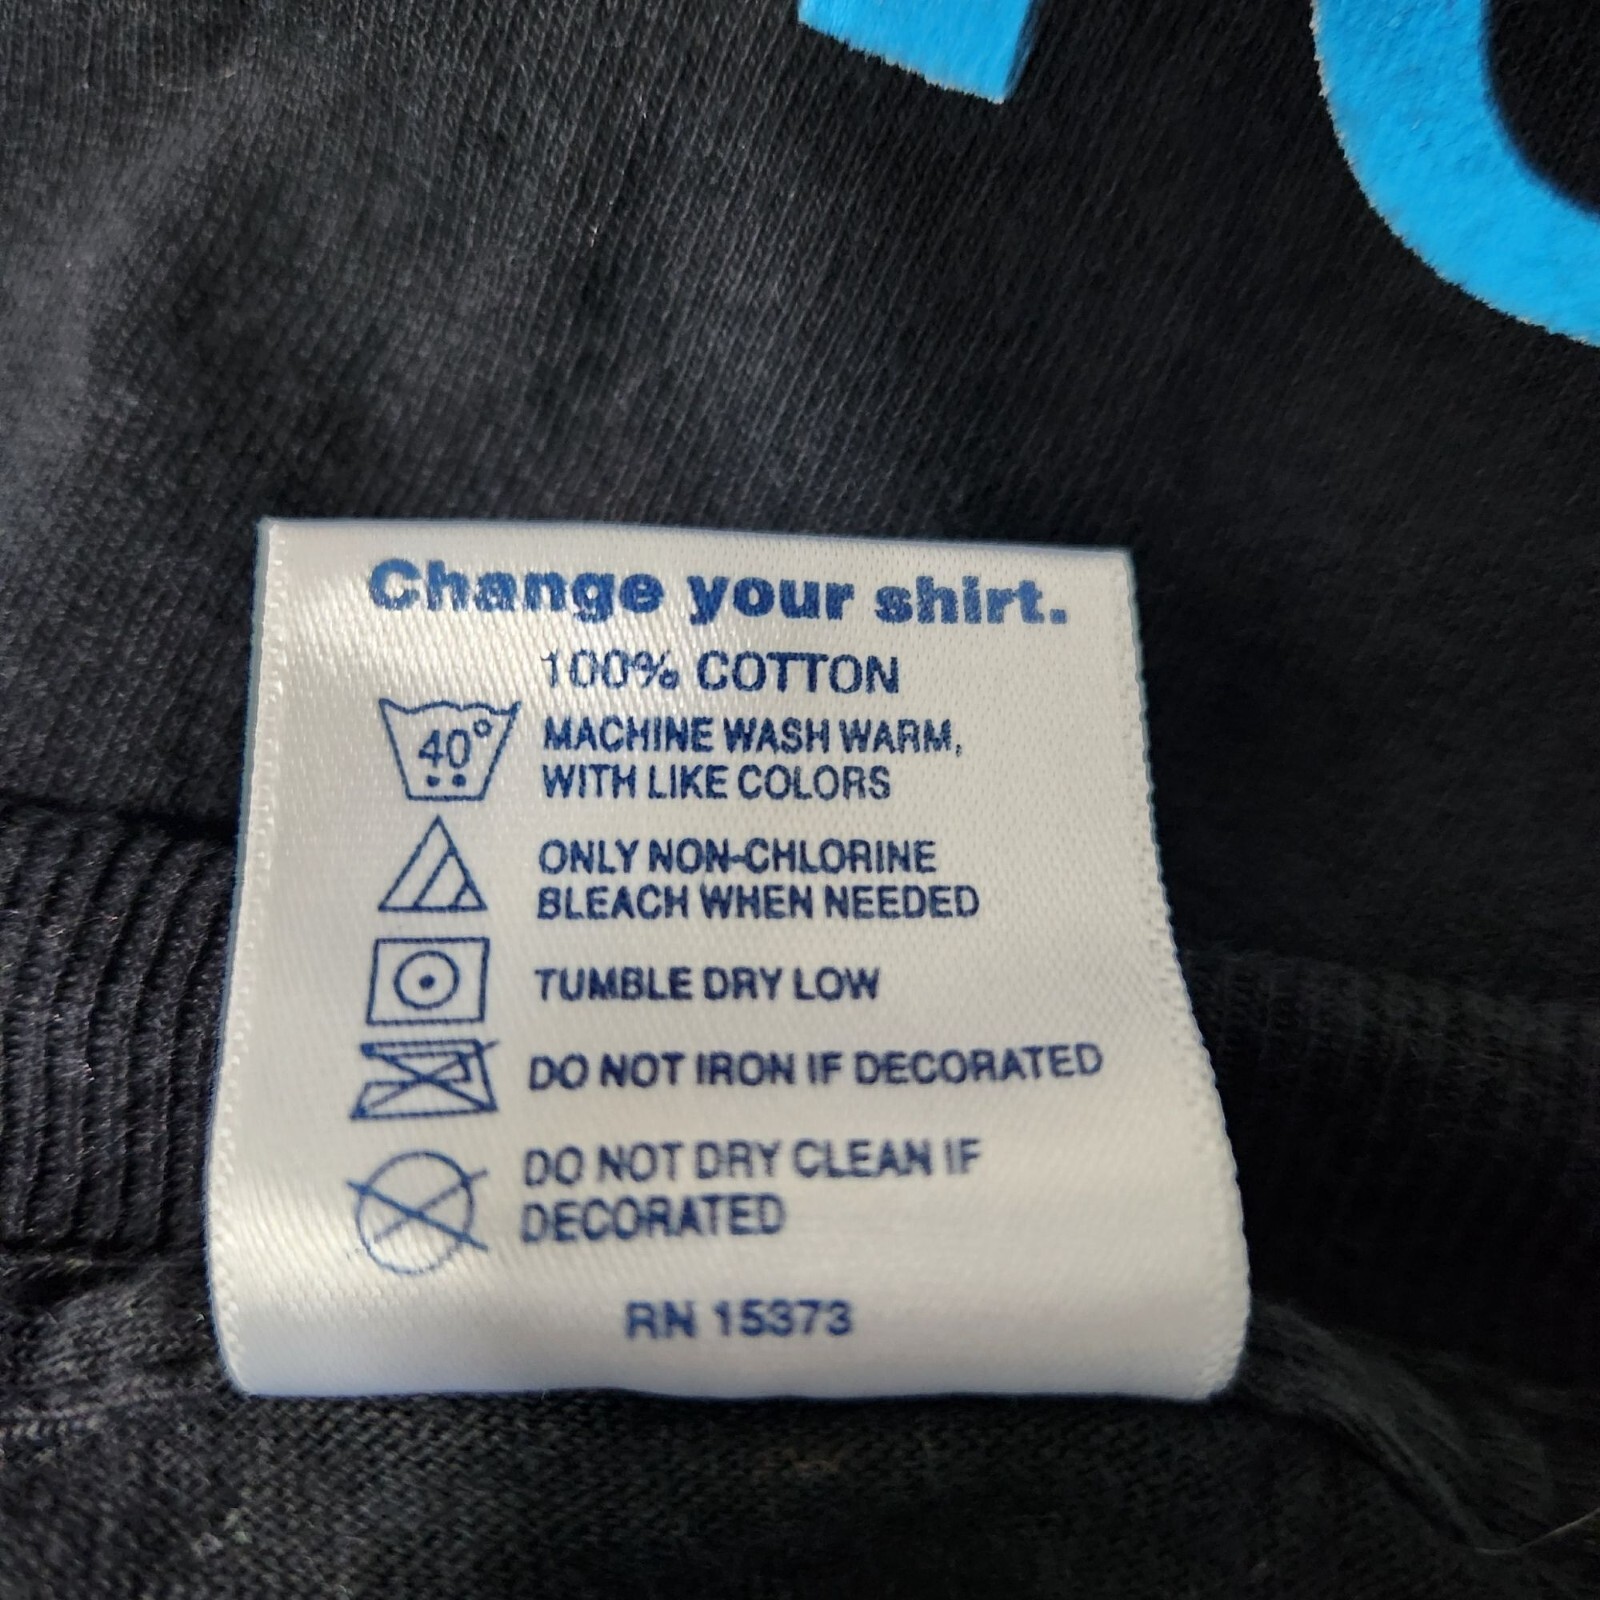 Change your shirt.
100% COTTON
40°
MACHINE WASH WARM,
WITH LIKE COLORS
ONLY NON-CHLORINE
BLEACH WHEN NEEDED
TUMBLE DRY LOW
DO NOT IRON IF DECORATED
DO NOT DRY CLEAN IF
DECORATED
RN 15373